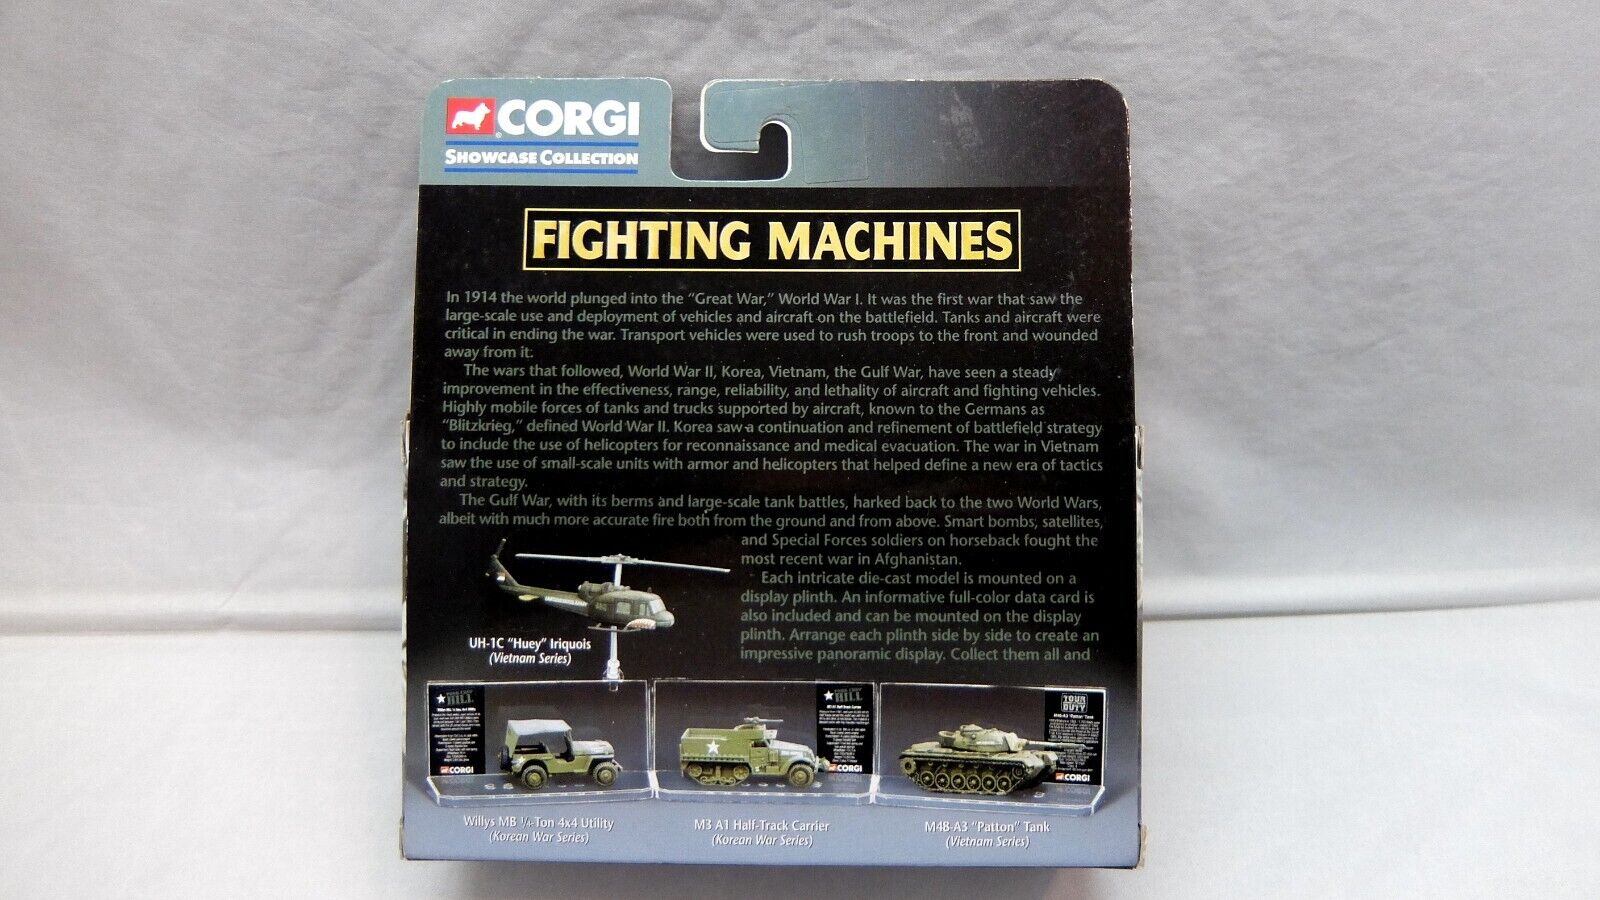 CORGI
SHOWCASE COLLECTION
FIGHTING MACHINES
In 1914 the world plunged into the "Great War," World War I. It was the first war that saw the
large-scale use and deployment of vehicles and aircraft on the battlefield. Tanks and aircraft were
critical in ending the war. Transport vehicles were used to rush troops to the front and wounded
away from it.
The wars that followed, World War II, Korea, Vietnam, the Gulf War, have seen a steady
improvement in the effectiveness, range, reliability, and lethality of aircraft and fighting vehicles.
Highly mobile forces of tanks and trucks supported by aircraft, known to the Germans as
"Blitzkrieg," defined World War II. Korea saw a continuation and refinement of battlefield strategy
to include the use of helicopters for reconnaissance and medical evacuation. The war in Vietnam
saw the use of small-scale units with armor and helicopters that helped define a new era of tactics
and strategy.
The Gulf War, with its berms and large-scale tank battles, harked back to the two World Wars,
albeit with much more accurate fire both from the ground and from above. Smart bombs, satellites,
and Special Forces soldiers on horseback fought the
most recent war in Afghanistan.
Each intricate die-cast model is mounted on a
display plinth. An informative full-color data card is
also included and can be mounted on the display
plinth. Arrange each plinth side by side to create an
impressive panoramic display. Collect them all and
UH-1C "Huey" Iriquois
(Vietnam Series)
HILL
CORGI
Willys MB ¼-Ton 4x4 Utility
(Korean War Series)
HILL
CORGI
M3 A1 Half-Track Carrier
(Korean War Series)
TOUR
DUTY
CORGI
M48-A3 "Patton" Tank
(Vietnam Series)